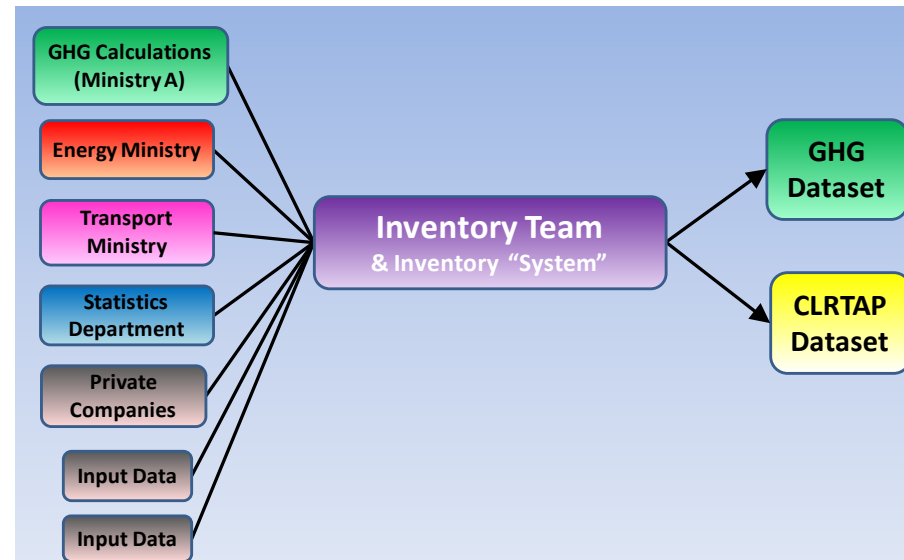 GHG Calculations
(Ministry A)
Energy Ministry
Transport
Ministry
Statistics
Department
Private
Companies
Input Data
Input Data
Inventory Team
& Inventory “System”
GHG
Dataset
CLRTAP
Dataset